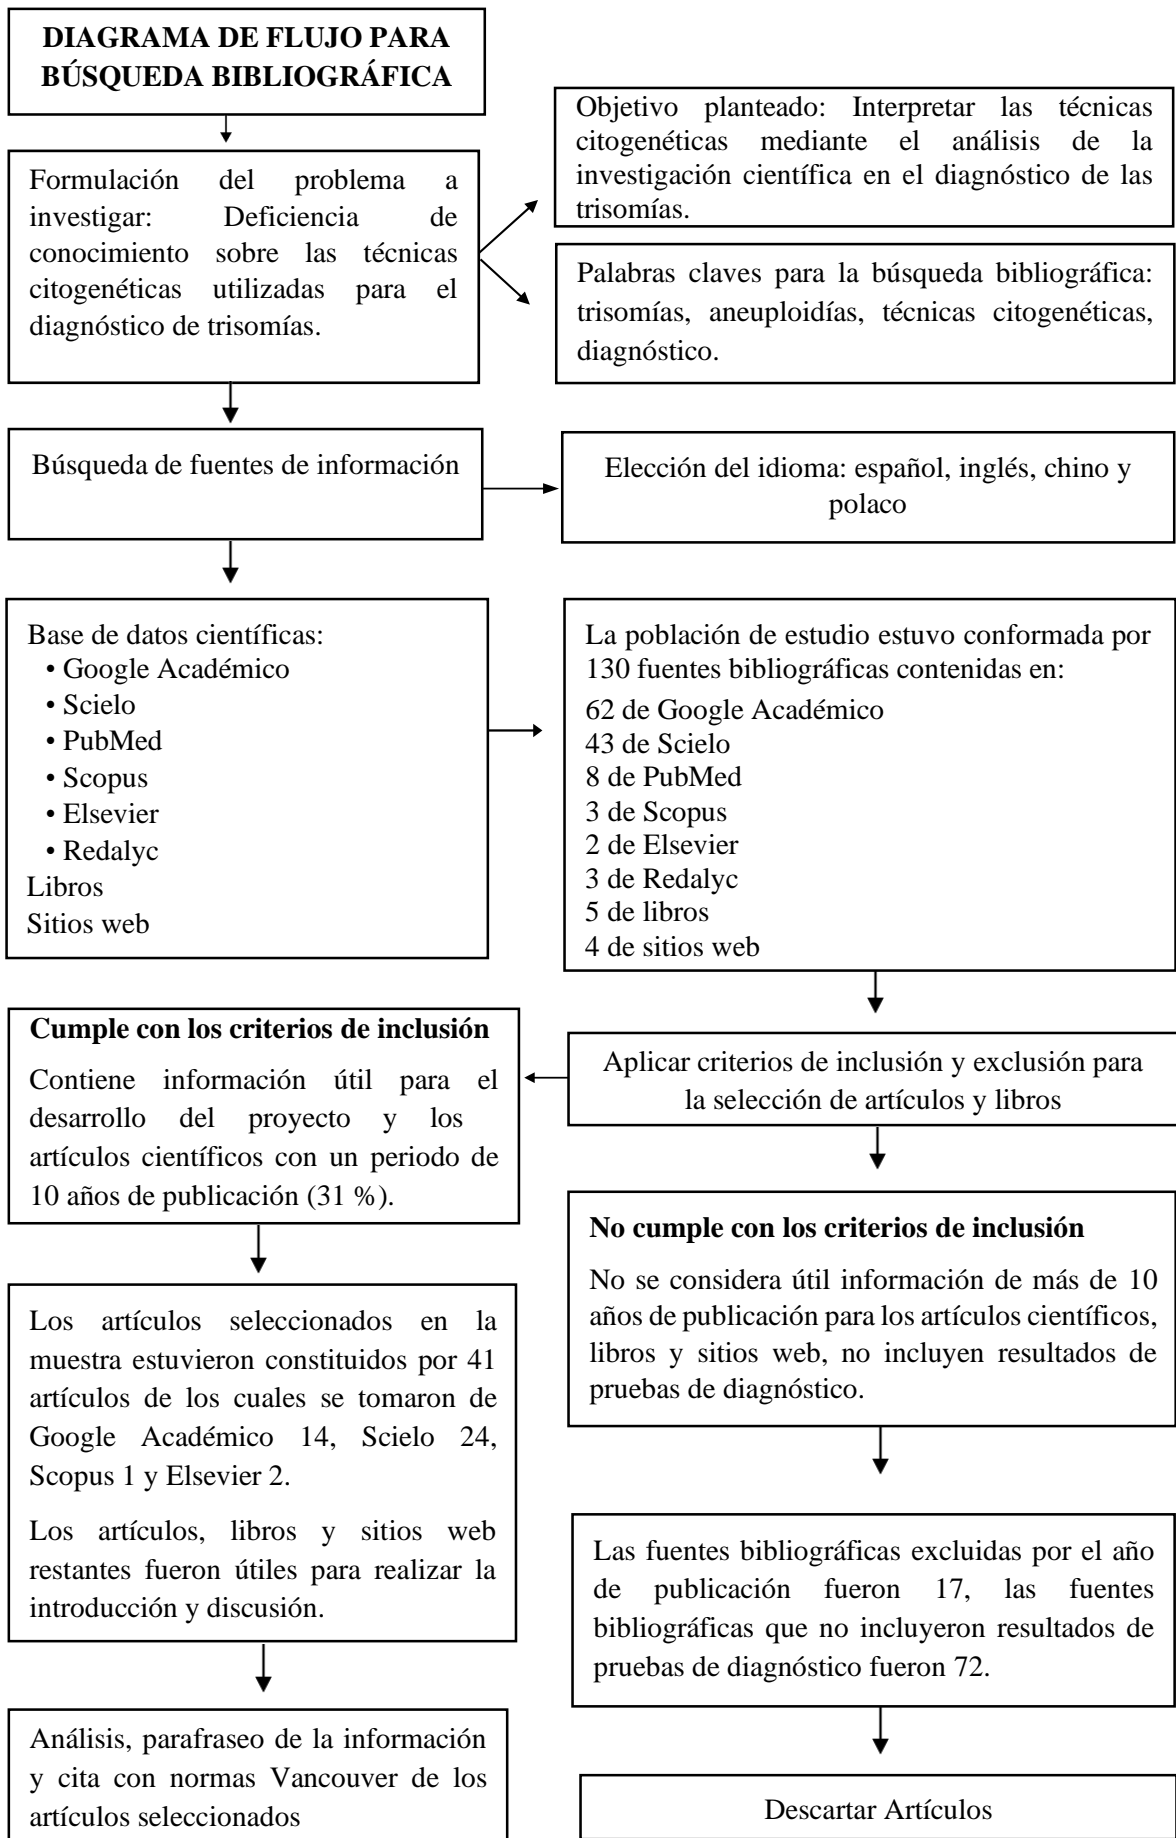 DIAGRAMA DE FLUJO PARA
BÚSQUEDA BIBLIOGRÁFICA
Formulación del problema a
investigar: Deficiencia de
conocimiento sobre las técnicas
citogenéticas utilizadas para el
diagnóstico de trisomías.
Objetivo planteado: Interpretar las técnicas
citogenéticas mediante el análisis de la
investigación científica en el diagnóstico de las
trisomías.
Palabras claves para la búsqueda bibliográfica:
trisomías, aneuploidías, técnicas citogenéticas,
diagnóstico.
Búsqueda de fuentes de información
Elección del idioma: español, inglés, chino y
polaco
Base de datos científicas:
• Google Académico
• Scielo
• PubMed
• Scopus
• Elsevier
• Redalyc
Libros
Sitios web
La población de estudio estuvo conformada por
130 fuentes bibliográficas contenidas en:
62 de Google Académico
43 de Scielo
8 de PubMed
3 de Scopus
2 de Elsevier
3 de Redalyc
5 de libros
4 de sitios web
Aplicar criterios de inclusión y exclusión para
la selección de artículos y libros
Cumple con los criterios de inclusión
Contiene información útil para el
desarrollo del proyecto y los
artículos científicos con un periodo de
10 años de publicación (31 %).
Los artículos seleccionados en la
muestra estuvieron constituidos por 41
artículos de los cuales se tomaron de
Google Académico 14, Scielo 24,
Scopus 1 y Elsevier 2.
Los artículos, libros y sitios web
restantes fueron útiles para realizar la
introducción y discusión.
Análisis, parafraseo de la información
y cita con normas Vancouver de los
artículos seleccionados
No cumple con los criterios de inclusión
No se considera útil información de más de 10
años de publicación para los artículos científicos,
libros y sitios web, no incluyen resultados de
pruebas de diagnóstico.
Las fuentes bibliográficas excluidas por el año
de publicación fueron 17, las fuentes
bibliográficas que no incluyeron resultados de
pruebas de diagnóstico fueron 72.
Descartar Artículos